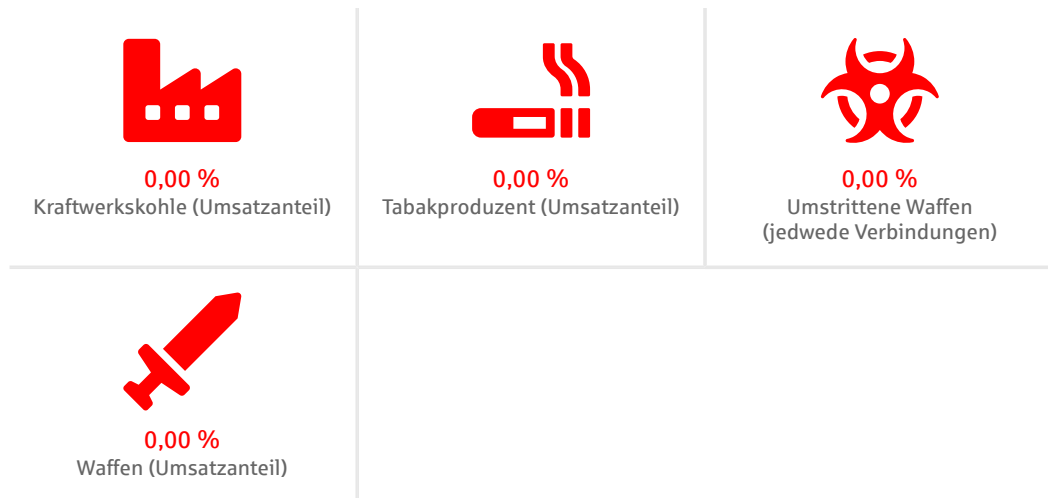 0,00 %
Kraftwerkskohle (Umsatzanteil)
0,00 %
Tabakproduzent (Umsatzanteil)
0,00 %
Umstrittene Waffen
(jedwede Verbindungen)
0,00 %
Waffen (Umsatzanteil)